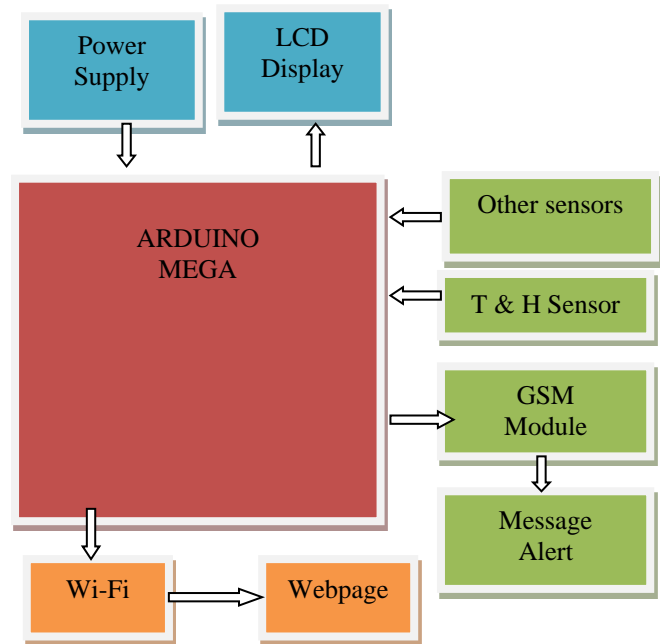 Power
Supply
LCD
Display
ARDUINO
MEGA
Other sensors
T & H Sensor
GSM
Module
Message
Alert
Wi-Fi
Webpage